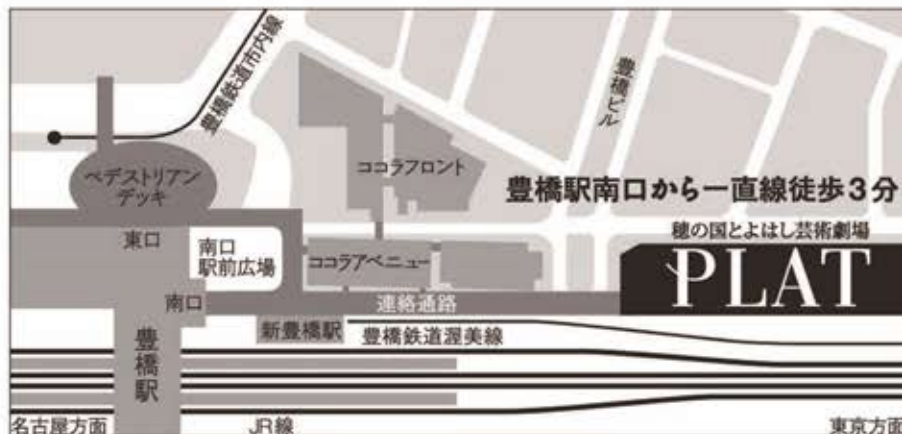 豊橋鉄道市内線
豊橋ビル
ペデストリアン
デッキ
ココラフロント
豊橋駅南口から一直線徒歩3分
穂の国とよはし芸術劇場
PLAT
東口
南口
駅前広場
ココラアベニュー
南口
連絡通路
新豊橋駅
豊橋鉄道渥美線
豊橋駅
名古屋方面
JR線
東京方面